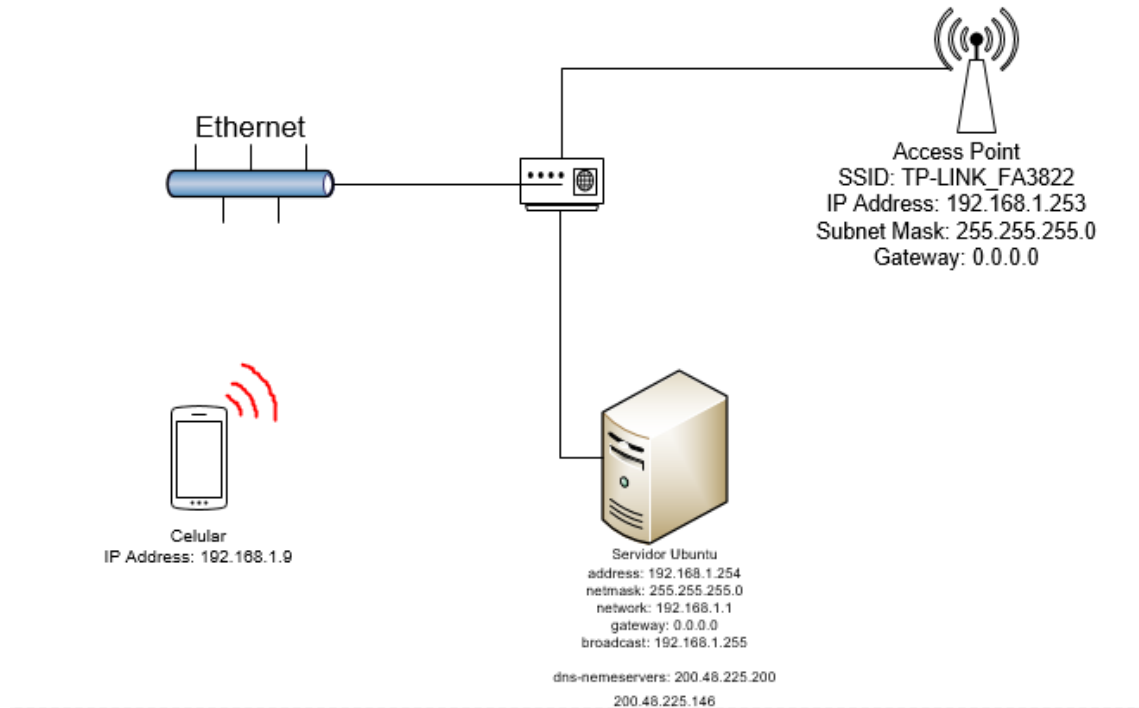 Ethernet
Access Point
SSID: TP-LINK_FA3822
IP Address: 192.168.1.253
Subnet Mask: 255.255.255.0
Gateway: 0.0.0.0
Celular
IP Address: 192.168.1.9
Servidor Ubuntu
address: 192.168.1.254
netmask: 255.255.255.0
network: 192.168.1.1
gateway: 0.0.0.0
broadcast: 192.168.1.255
dns-nemeservers: 200.48.225.200
200.48.225.146